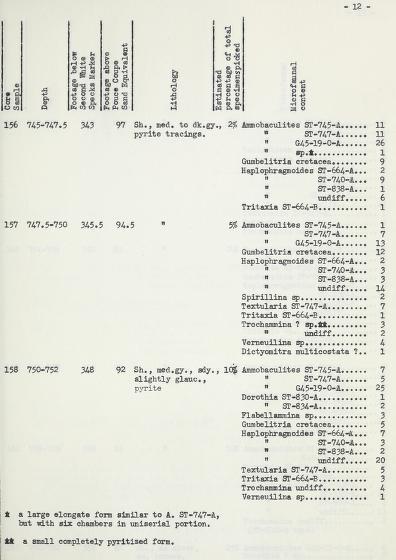 - 12 -
Core
Sample
Depth
Footage below
Second White
Specks Marker
Footage above
Ponce Coupe
Sand Equivalent
Lithology
Estimated
percentage of total
specimens picked
Microfaunal
content
156 745-747.5 343 97 Sh., med. to dk.gy., 2% Ammobaculites ST-745-A...... 11
pyrite tracings. " ST-747-A...... 11
" G45-19-0-A..... 26
" sp.*........... 1
Gumbelitria cretacea........ 9
Haplophragmoides ST-664-A... 2
" ST-740-A... 9
" ST-838-A... 1
" undiff..... 6
Tritaxia ST-664-B........... 1
157 747.5-750 345.5 94.5 " 5% Ammobaculites ST-745-A...... 1
" ST-747-A...... 7
" G45-19-0-A.... 13
Gumbelitria cretacea........ 12
Haplophragmoides ST-664-A... 2
" ST-740-A... 3
" ST-838-A... 3
" undiff..... 14
Spirillina sp............... 2
Textularia ST-747-A......... 7
Tritaxia ST-664-B........... 1
Trochammina ? sp.**......... 3
" undiff.......... 2
Verneuilina sp.............. 4
Dictyomitra multicostata ?.. 1
158 750-752 348 92 Sh., med.gy., sdy., 10% Ammobaculites ST-745-A...... 7
slightly glauc., " ST-747-A...... 5
pyrite " G45-19-0-A.... 25
Dorothia ST-830-A........... 1
" ST-834-A........... 2
Flabellammina sp............ 3
Gumbelitria cretacea........ 5
Haplophragmoides ST-664-A... 7
" ST-740-A... 3
" ST-838-A... 2
" undiff..... 20
Textularia ST-747-A......... 5
Tritaxia ST-664-B........... 3
Trochammina undiff.......... 4
Verneuilina sp.............. 1
* a large elongate form similar to A. ST-747-A,
but with six chambers in uniserial portion.
** a small completely pyritized form.